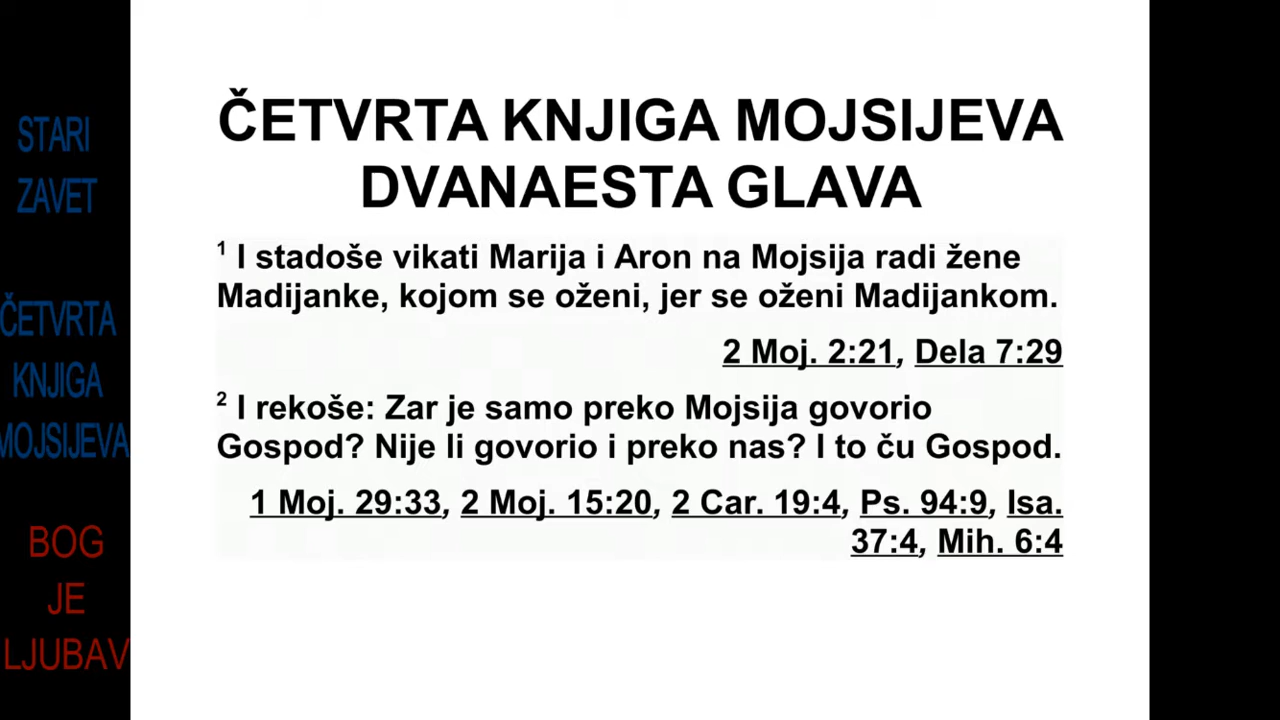 STARI
ZAVET
ČETVRTA
KNJIGA
MOJSIJEVA
BOG
JE
LJUBAV
ČETVRTA KNJIGA MOJSIJEVA
DVANAESTA GLAVA
1 I stadoše vikati Marija i Aron na Mojsija radi žene
Madijanke, kojom se oženi, jer se oženi Madijankom.
2 Moj. 2:21, Dela 7:29
2 I rekoše: Zar je samo preko Mojsija govorio
Gospod? Nije li govorio i preko nas? I to ču Gospod.
1 Moj. 29:33, 2 Moj. 15:20, 2 Car. 19:4, Ps. 94:9, Isa.
37:4, Mih. 6:4